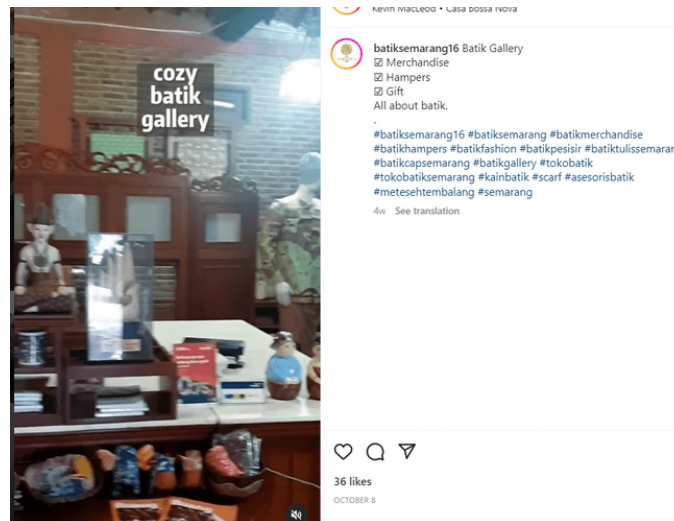 cozy
batik
gallery
Kevin MacLeod • Casa Bossa Nova
batiksemarang16 Batik Gallery
☑ Merchandise
☑ Hampers
☑ Gift
All about batik.
.
#batiksemarang16 #batiksemarang #batikmerchandise
#batikhampers #batikfashion #batikpesisir #batiktulissemaran
#batikcapsemarang #batikgallery #tokobatik
#tokobatiksemarang #kainbatik #scarf #asesorisbatik
#metesehtembalang #semarang
4w See translation
36 likes
OCTOBER 8